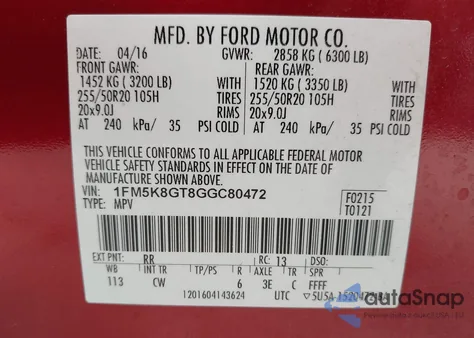 MFD. BY FORD MOTOR CO.
DATE: 04/16 GVWR: 2858 KG ( 6300 LB)
FRONT GAWR: REAR GAWR:
1452 KG ( 3200 LB) WITH 1520 KG ( 3350 LB) WITH
255/50R20 105H TIRES 255/50R20 105H TIRES
20x9.0J RIMS 20x9.0J RIMS
AT 240 kPa/ 35 PSI COLD AT 240 kPa/ 35 PSI COLD
THIS VEHICLE CONFORMS TO ALL APPLICABLE FEDERAL MOTOR
VEHICLE SAFETY STANDARDS IN EFFECT ON THE DATE OF
MANUFACTURE SHOWN ABOVE.
VIN: 1FM5K8GT8GGC80472 F0215
TYPE: MPV T0121
EXT PNT: RR RC: 13 DSO:
WB INT TR TP/PS R AXLE TR SPR
113 CW 6 3E C FFFF
1201604143624 UTC
autaSnap